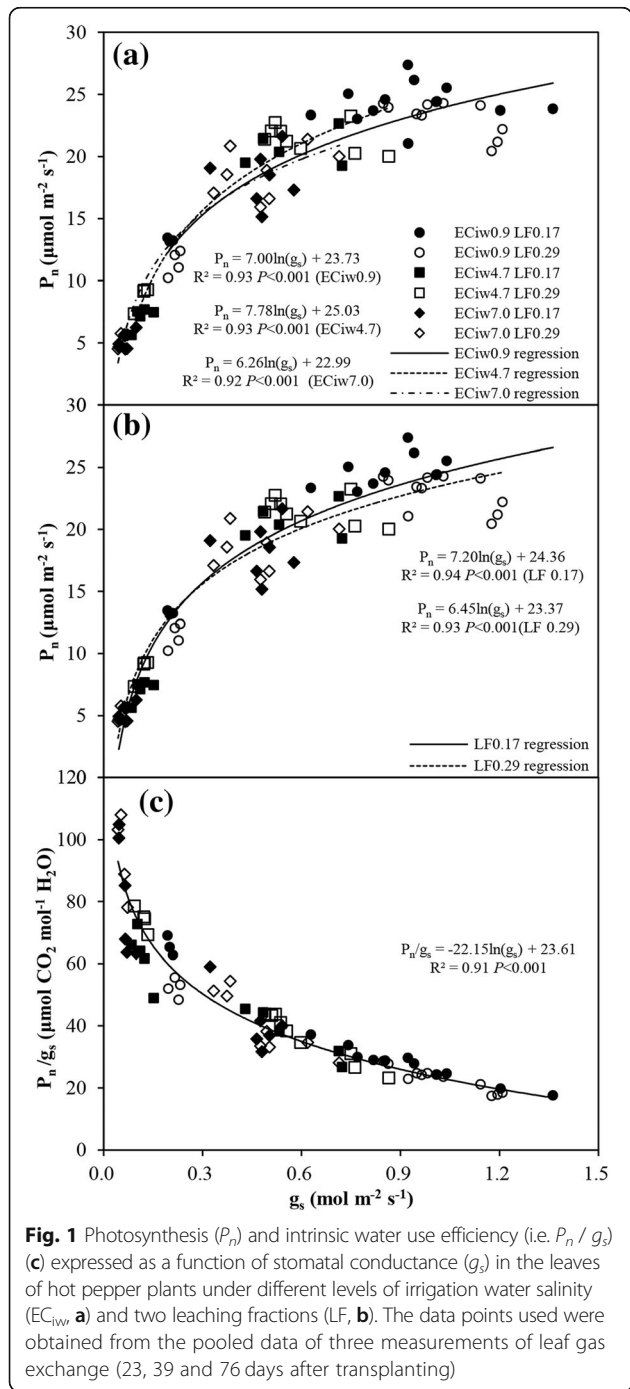 (a)
30
25
20
15
10
5
30
Pₙ (μmol m⁻² s⁻¹)
Pₙ = 7.00ln(gₛ) + 23.73
R² = 0.93 P<0.001 (ECiw0.9)
Pₙ = 7.78ln(gₛ) + 25.03
R² = 0.93 P<0.001 (ECiw4.7)
Pₙ = 6.26ln(gₛ) + 22.99
R² = 0.92 P<0.001 (ECiw7.0)
ECiw0.9 LF0.17
ECiw0.9 LF0.29
ECiw4.7 LF0.17
ECiw4.7 LF0.29
ECiw7.0 LF0.17
ECiw7.0 LF0.29
ECiw0.9 regression
ECiw4.7 regression
ECiw7.0 regression
(b)
25
20
15
10
5
Pₙ (μmol m⁻² s⁻¹)
Pₙ = 7.20ln(gₛ) + 24.36
R² = 0.94 P<0.001 (LF 0.17)
Pₙ = 6.45ln(gₛ) + 23.37
R² = 0.93 P<0.001(LF 0.29)
LF0.17 regression
LF0.29 regression
(c)
120
100
80
60
40
20
0
Pₙ/gₛ (μmol CO₂ mol⁻¹ H₂O)
Pₙ/gₛ = -22.15ln(gₛ) + 23.61
R² = 0.91 P<0.001
0.0 0.3 0.6 0.9 1.2 1.5
gₛ (mol m⁻² s⁻¹)
Fig. 1 Photosynthesis (Pₙ) and intrinsic water use efficiency (i.e. Pₙ / gₛ)
(c) expressed as a function of stomatal conductance (gₛ) in the leaves
of hot pepper plants under different levels of irrigation water salinity
(ECᵢw, a) and two leaching fractions (LF, b). The data points used were
obtained from the pooled data of three measurements of leaf gas
exchange (23, 39 and 76 days after transplanting)